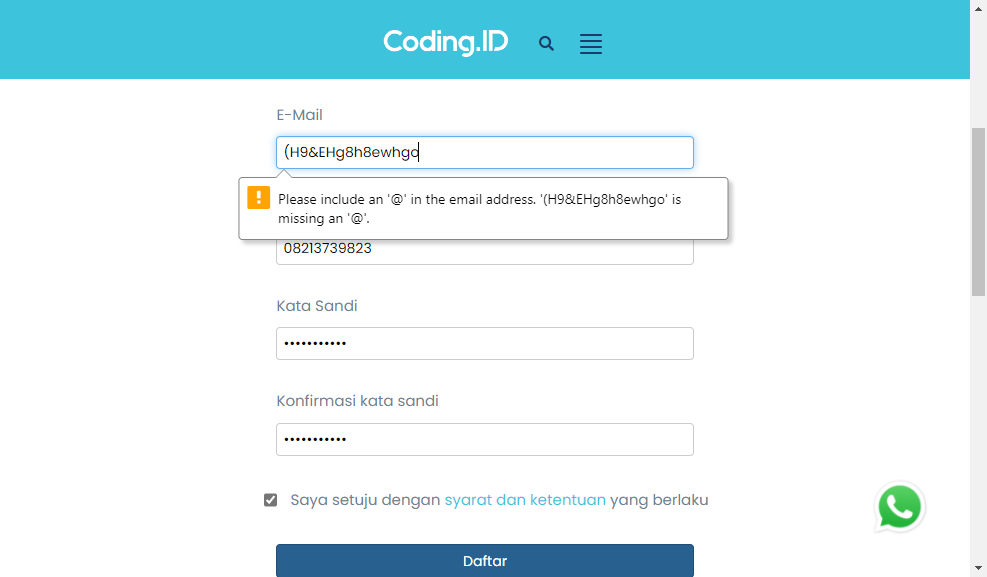 Coding.ID
E-Mail
(H9&EHg8h8ewhgo
Please include an '@' in the email address. '(H9&EHg8h8ewhgo' is
missing an '@'.
08213739823
Kata Sandi
•••••••••••
Konfirmasi kata sandi
•••••••••••
Saya setuju dengan syarat dan ketentuan yang berlaku
Daftar